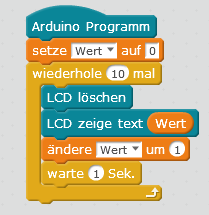 Arduino Programm
setze Wert auf 0
wiederhole 10 mal
LCD löschen
LCD zeige text Wert
ändere Wert um 1
warte 1 Sek.